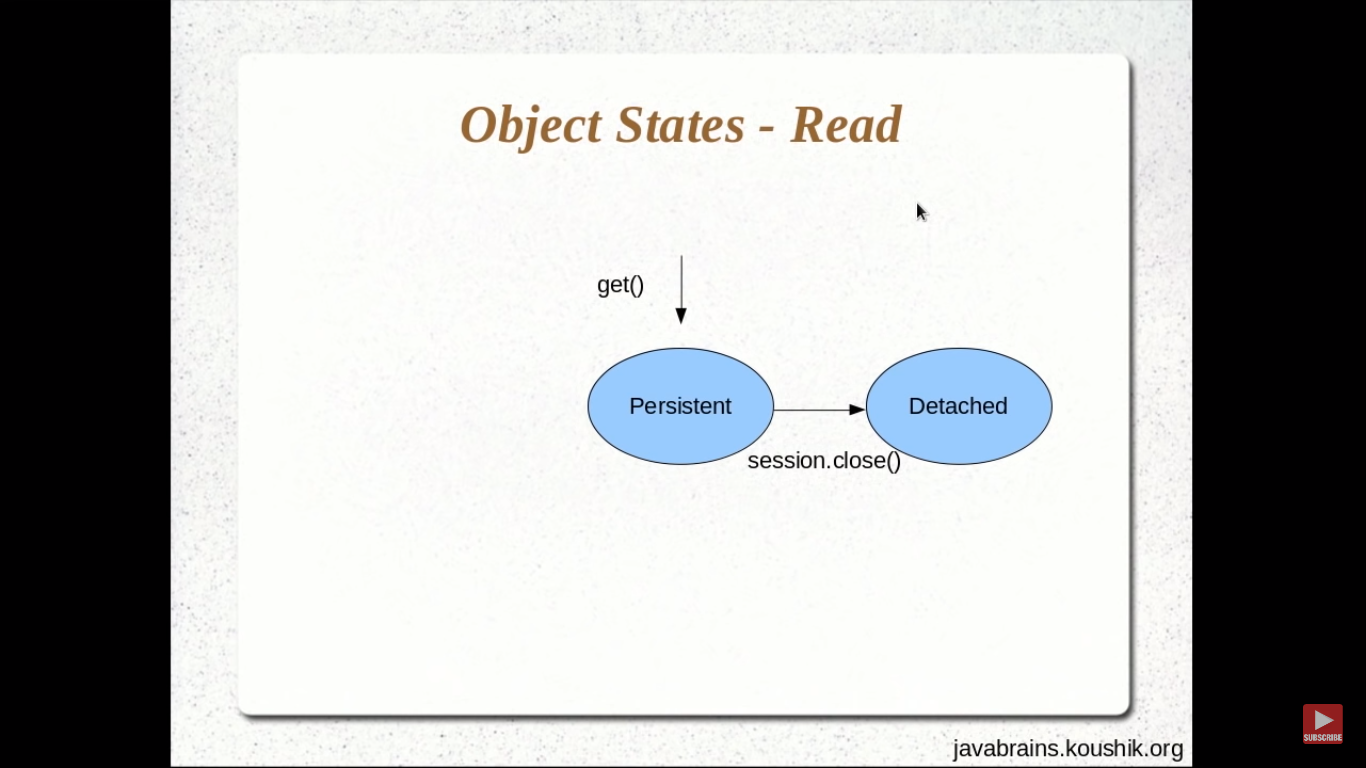 Object States - Read
get()
Persistent
Detached
session.close()
SUBSCRIBE
javabrains.koushik.org